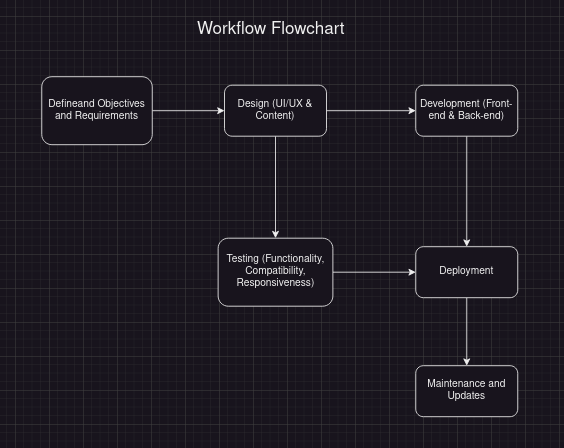 Workflow Flowchart
Defineand Objectives
and Requirements
Design (UI/UX &
Content)
Development (Front-
end & Back-end)
Testing (Functionality,
Compatibility,
Responsiveness)
Deployment
Maintenance and
Updates